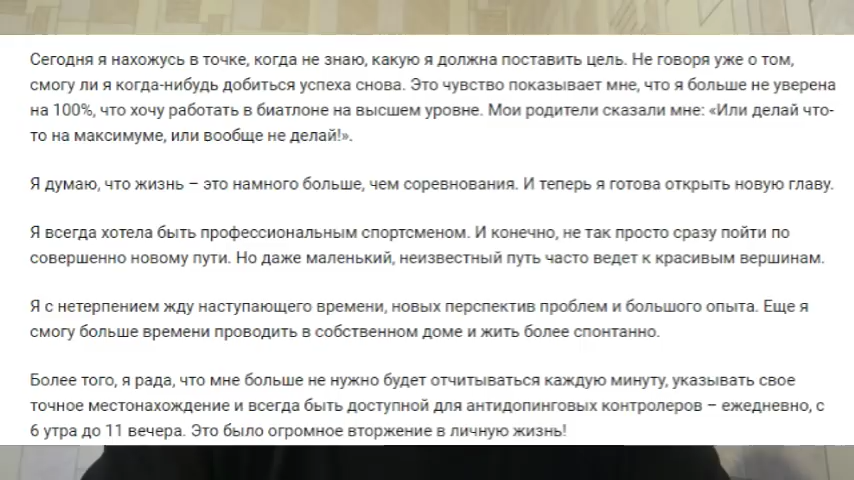 Сегодня я нахожусь в точке, когда не знаю, какую я должна поставить цель. Не говоря уже о том,
смогу ли я когда-нибудь добиться успеха снова. Это чувство показывает мне, что я больше не уверена
на 100%, что хочу работать в биатлоне на высшем уровне. Мои родители сказали мне: «Или делай что-
то на максимуме, или вообще не делай!».
Я думаю, что жизнь – это намного больше, чем соревнования. И теперь я готова открыть новую главу.
Я всегда хотела быть профессиональным спортсменом. И конечно, не так просто сразу пойти по
совершенно новому пути. Но даже маленький, неизвестный путь часто ведет к красивым вершинам.
Я с нетерпением жду наступающего времени, новых перспектив проблем и большого опыта. Еще я
смогу больше времени проводить в собственном доме и жить более спонтанно.
Более того, я рада, что мне больше не нужно будет отчитываться каждую минуту, указывать свое
точное местонахождение и всегда быть доступной для антидопинговых контролеров – ежедневно, с
6 утра до 11 вечера. Это было огромное вторжение в личную жизнь!